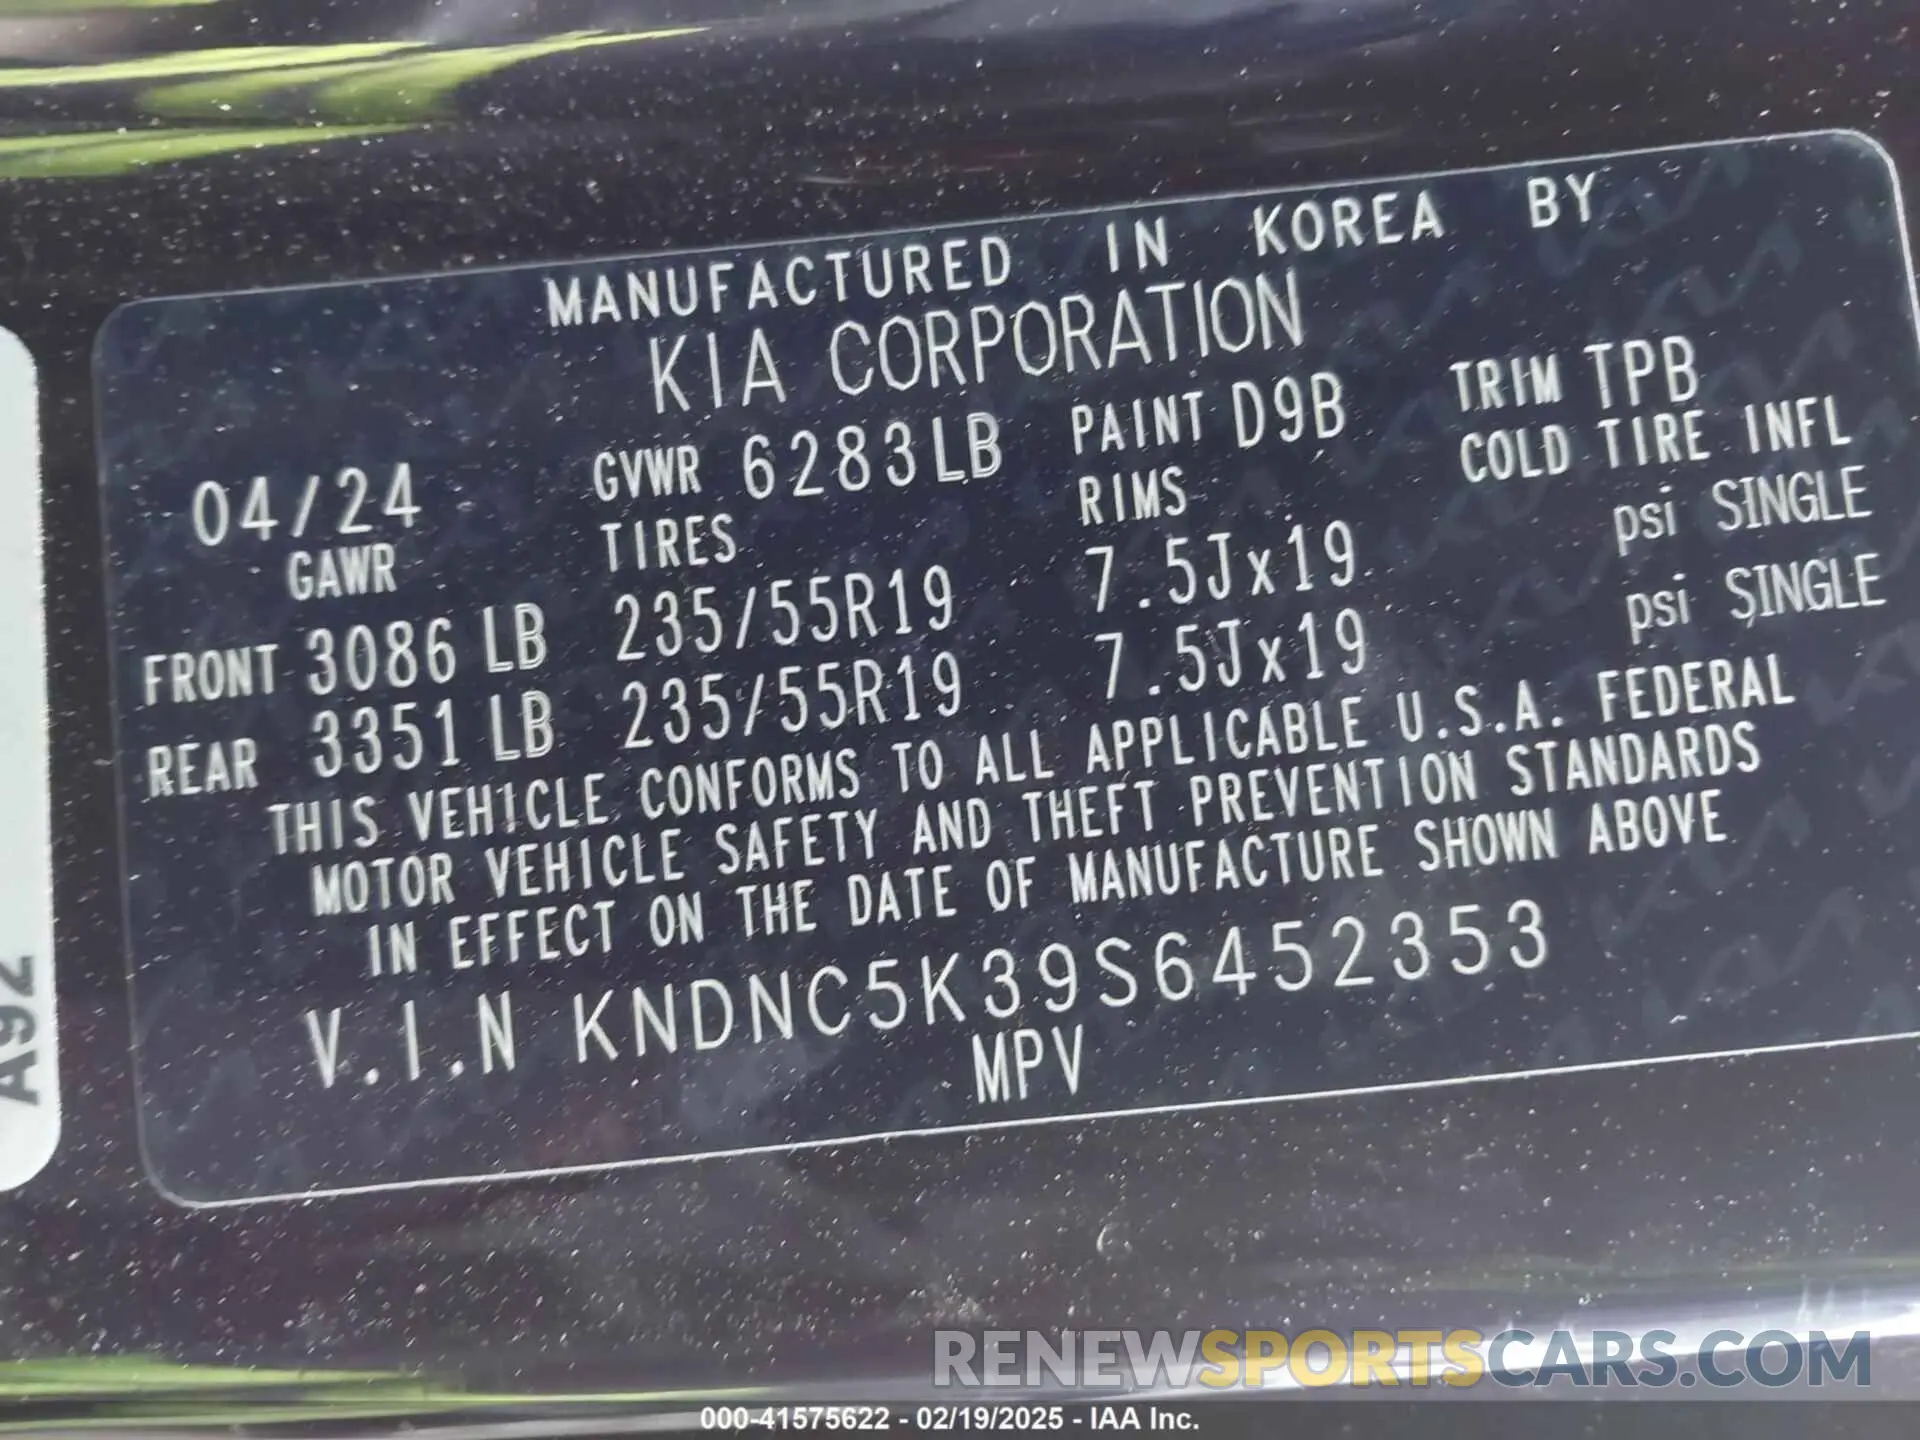 MANUFACTURED IN KOREA BY
KIA CORPORATION
04/24 GVWR 6283LB PAINT D9B TRIM TPB
GAWR TIRES RIMS COLD TIRE INFL
FRONT 3086 LB 235/55R19 7.5Jx19 psi SINGLE
REAR 3351 LB 235/55R19 7.5Jx19 psi SINGLE
THIS VEHICLE CONFORMS TO ALL APPLICABLE U.S.A. FEDERAL
MOTOR VEHICLE SAFETY AND THEFT PREVENTION STANDARDS
IN EFFECT ON THE DATE OF MANUFACTURE SHOWN ABOVE
V.I.N KNDNC5K39S6452353
MPV
A92
RENEWSPORTSCARS.COM
000-41575622 - 02/19/2025 - IAA Inc.